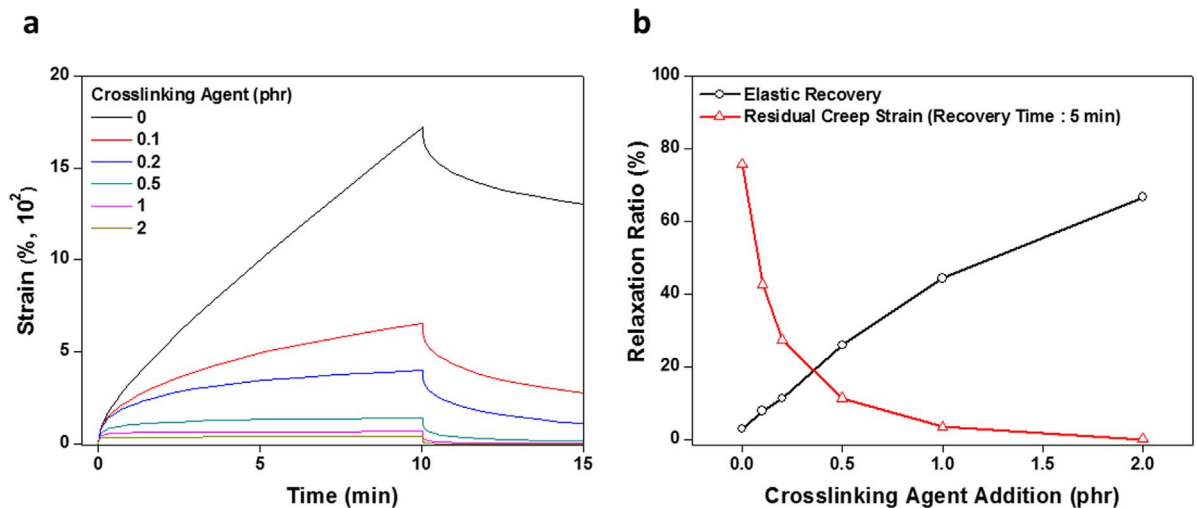 a
20
15
10
5
0
Strain (%, 10²)
Crosslinking Agent (phr)
0
0.1
0.2
0.5
1
2
0
5
10
15
Time (min)
b
100
80
60
40
20
0
Relaxation Ratio (%)
Elastic Recovery
Residual Creep Strain (Recovery Time : 5 min)
0.0
0.5
1.0
1.5
2.0
Crosslinking Agent Addition (phr)